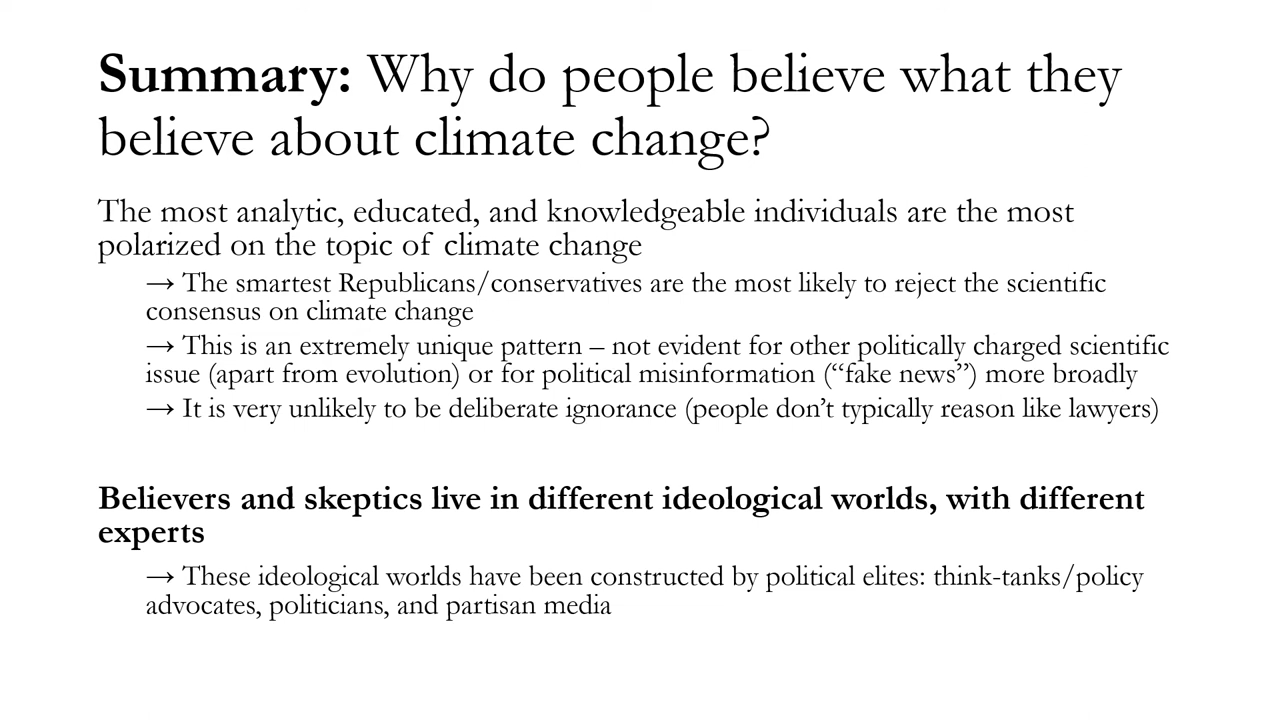 Summary: Why do people believe what they
believe about climate change?
The most analytic, educated, and knowledgeable individuals are the most
polarized on the topic of climate change
→ The smartest Republicans/conservatives are the most likely to reject the scientific
consensus on climate change
→ This is an extremely unique pattern – not evident for other politically charged scientific
issue (apart from evolution) or for political misinformation (“fake news”) more broadly
→ It is very unlikely to be deliberate ignorance (people don’t typically reason like lawyers)
Believers and skeptics live in different ideological worlds, with different
experts
→ These ideological worlds have been constructed by political elites: think-tanks/policy
advocates, politicians, and partisan media